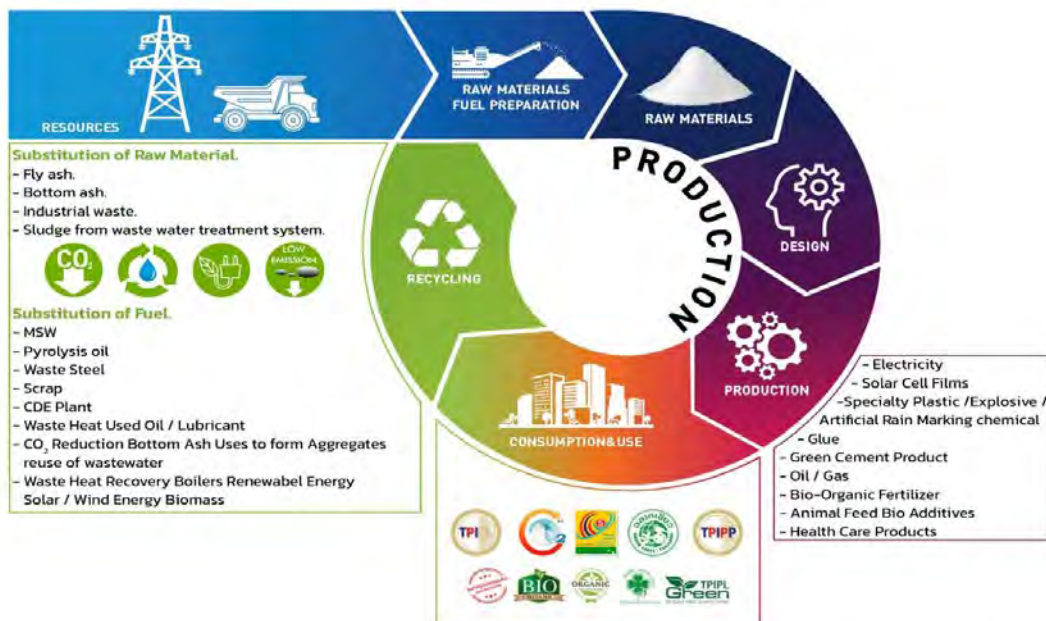 RESOURCES
RAW MATERIALS
FUEL PREPARATION
RAW MATERIALS
PRODUCTION
DESIGN
PRODUCTION
CONSUMPTION&USE
RECYCLING
Substitution of Raw Material.
- Fly ash.
- Bottom ash.
- Industrial waste.
- Sludge from waste water treatment system.
CO₂
LOW
EMISSION
Substitution of Fuel.
- MSW
- Pyrolysis oil
- Waste Steel
- Scrap
- CDE Plant
- Waste Heat Used Oil / Lubricant
- CO₂ Reduction Bottom Ash Uses to form Aggregates
reuse of wastewater
- Waste Heat Recovery Boilers Renewabel Energy
Solar / Wind Energy Biomass
- Electricity
- Solar Cell Films
-Specialty Plastic /Explosive /
Artificial Rain Marking chemical
- Glue
- Green Cement Product
- Oil / Gas
- Bio-Organic Fertilizer
- Animal Feed Bio Additives
- Health Care Products
TPI
TPIPP
BIO
ORGANIC
TPIPL
Green